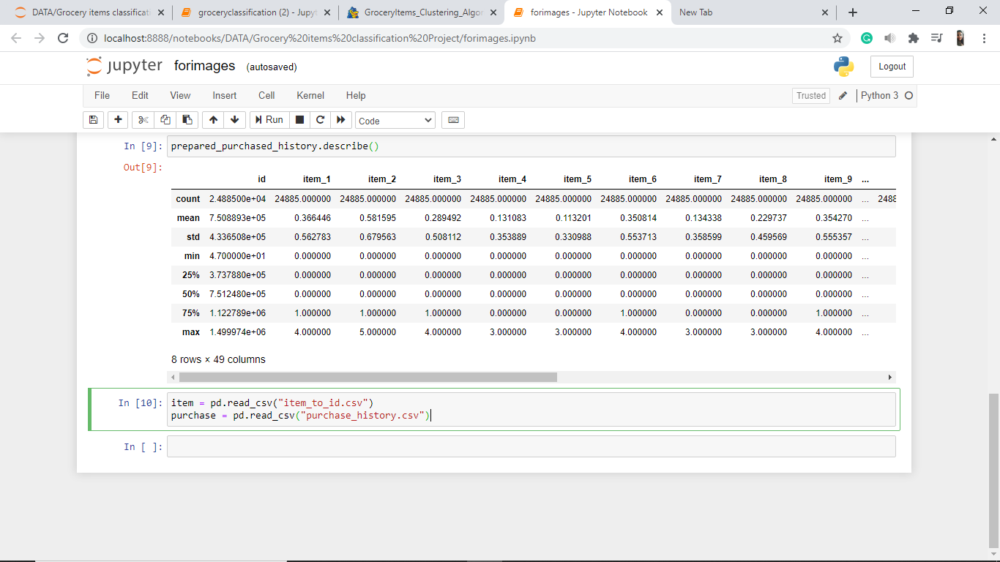 DATA/Grocery items classificati
groceryclassification (2) - Jupyt
GroceryItems_Clustering_Algor
forimages - Jupyter Notebook
New Tab
localhost:8888/notebooks/DATA/Grocery%20items%20classification%20Project/forimages.ipynb
jupyter forimages (autosaved)
Logout
File Edit View Insert Cell Kernel Help
Trusted
Python 3
Run
Code
In [9]: prepared_purchased_history.describe()
Out[9]:
id item_1 item_2 item_3 item_4 item_5 item_6 item_7 item_8 item_9 ...
count 2.488500e+04 24885.000000 24885.000000 24885.000000 24885.000000 24885.000000 24885.000000 24885.000000 24885.000000 24885.000000 ... 2488
mean 7.508893e+05 0.366446 0.581595 0.289492 0.131083 0.113201 0.350814 0.134338 0.229737 0.354270 ...
std 4.336508e+05 0.562783 0.679563 0.508112 0.353889 0.330988 0.553713 0.358599 0.459569 0.555357 ...
min 4.700000e+01 0.000000 0.000000 0.000000 0.000000 0.000000 0.000000 0.000000 0.000000 0.000000 ...
25% 3.737880e+05 0.000000 0.000000 0.000000 0.000000 0.000000 0.000000 0.000000 0.000000 0.000000 ...
50% 7.512480e+05 0.000000 0.000000 0.000000 0.000000 0.000000 0.000000 0.000000 0.000000 0.000000 ...
75% 1.122789e+06 1.000000 1.000000 1.000000 0.000000 0.000000 1.000000 0.000000 0.000000 1.000000 ...
max 1.499974e+06 4.000000 5.000000 4.000000 3.000000 3.000000 4.000000 3.000000 3.000000 4.000000 ...
8 rows × 49 columns
In [10]: item = pd.read_csv("item_to_id.csv")
purchase = pd.read_csv("purchase_history.csv")
In [ ]: